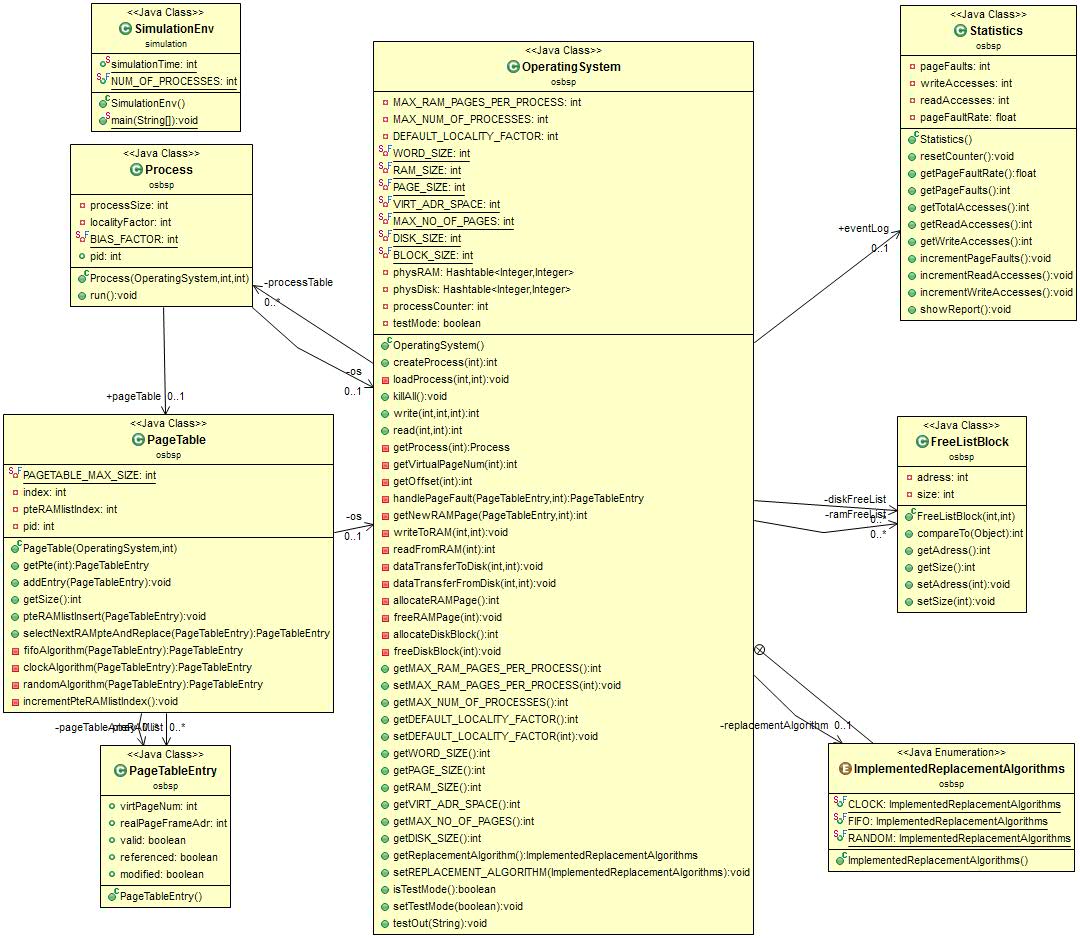 <<Java Class>>
SimulationEnv
simulation
simulationTime: int
NUM_OF_PROCESSES: int
SimulationEnv()
main(String[]):void
<<Java Class>>
Process
osbsp
processSize: int
localityFactor: int
BIAS_FACTOR: int
pid: int
Process(OperatingSystem,int,int)
run():void
-processTable
0..*
-os
0..1
+pageTable 0..1
<<Java Class>>
PageTable
osbsp
PAGETABLE_MAX_SIZE: int
index: int
pteRAMlistIndex: int
pid: int
PageTable(OperatingSystem,int)
getPte(int):PageTableEntry
addEntry(PageTableEntry):void
getSize():int
pteRAMlistInsert(PageTableEntry):void
selectNextRAMpteAndReplace(PageTableEntry):PageTableEntry
fifoAlgorithm(PageTableEntry):PageTableEntry
clockAlgorithm(PageTableEntry):PageTableEntry
randomAlgorithm(PageTableEntry):PageTableEntry
incrementPteRAMlistIndex():void
-os
0..1
0..*
<<Java Class>>
PageTableEntry
osbsp
virtPageNum: int
realPageFrameAdr: int
valid: boolean
referenced: boolean
modified: boolean
PageTableEntry()
<<Java Class>>
OperatingSystem
osbsp
MAX_RAM_PAGES_PER_PROCESS: int
MAX_NUM_OF_PROCESSES: int
DEFAULT_LOCALITY_FACTOR: int
WORD_SIZE: int
RAM_SIZE: int
PAGE_SIZE: int
VIRT_ADR_SPACE: int
MAX_NO_OF_PAGES: int
DISK_SIZE: int
BLOCK_SIZE: int
physRAM: Hashtable<Integer,Integer>
physDisk: Hashtable<Integer,Integer>
processCounter: int
testMode: boolean
OperatingSystem()
createProcess(int):int
loadProcess(int,int):void
killAll():void
write(int,int,int):int
read(int,int):int
getProcess(int):Process
getVirtualPageNum(int):int
getOffset(int):int
handlePageFault(PageTableEntry,int):PageTableEntry
getNewRAMPage(PageTableEntry,int):int
writeToRAM(int,int):void
readFromRAM(int):int
dataTransferToDisk(int,int):void
dataTransferFromDisk(int,int):void
allocateRAMPage():int
freeRAMPage(int):void
allocateDiskBlock():int
freeDiskBlock(int):void
getMAX_RAM_PAGES_PER_PROCESS():int
setMAX_RAM_PAGES_PER_PROCESS(int):void
getMAX_NUM_OF_PROCESSES():int
getDEFAULT_LOCALITY_FACTOR():int
setDEFAULT_LOCALITY_FACTOR(int):void
getWORD_SIZE():int
getPAGE_SIZE():int
getRAM_SIZE():int
getVIRT_ADR_SPACE():int
getMAX_NO_OF_PAGES():int
getDISK_SIZE():int
getReplacementAlgorithm():ImplementedReplacementAlgorithms
setREPLACEMENT_ALGORITHM(ImplementedReplacementAlgorithms):void
isTestMode():boolean
setTestMode(boolean):void
testOut(String):void
+eventLog
0..1
<<Java Class>>
Statistics
osbsp
pageFaults: int
writeAccesses: int
readAccesses: int
pageFaultRate: float
Statistics()
resetCounter():void
getPageFaultRate():float
getPageFaults():int
getTotalAccesses():int
getReadAccesses():int
getWriteAccesses():int
incrementPageFaults():void
incrementReadAccesses():void
incrementWriteAccesses():void
showReport():void
-diskFreeList
-ramFreeList
0..*
<<Java Class>>
FreeListBlock
osbsp
adress: int
size: int
FreeListBlock(int,int)
compareTo(Object):int
getAdress():int
getSize():int
setAdress(int):void
setSize(int):void
-replacementAlgorithm 0..1
<<Java Enumeration>>
ImplementedReplacementAlgorithms
osbsp
CLOCK: ImplementedReplacementAlgorithms
FIFO: ImplementedReplacementAlgorithms
RANDOM: ImplementedReplacementAlgorithms
ImplementedReplacementAlgorithms()